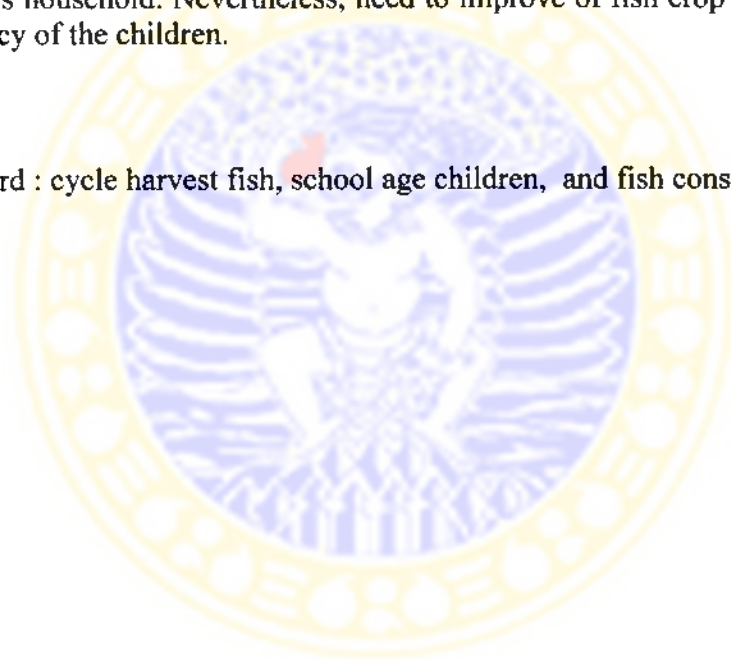 s household. Nevertheless, need to improve of fish crop
cy of the children.
rd : cycle harvest fish, school age children, and fish cons